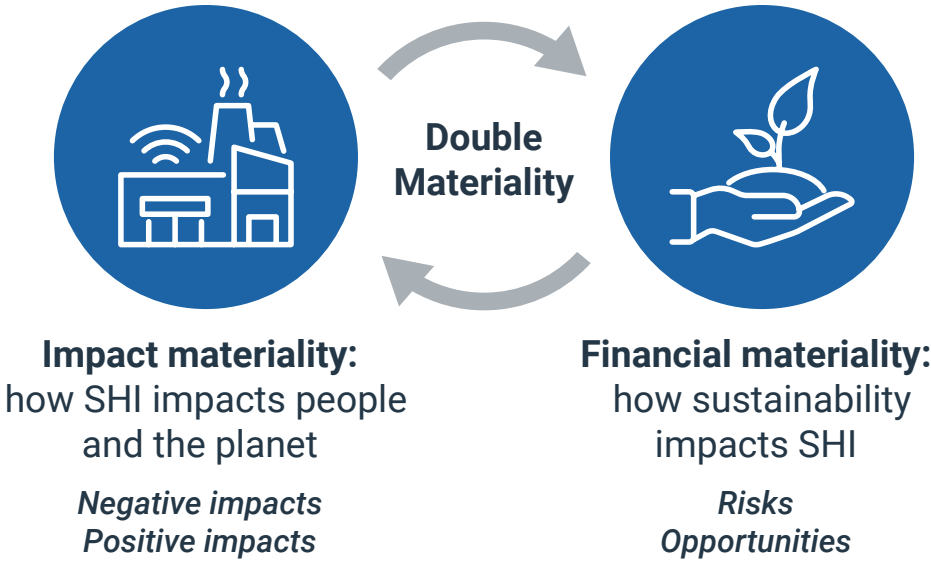 Double
Materiality
Impact materiality:
how SHI impacts people
and the planet
Negative impacts
Positive impacts
Financial materiality:
how sustainability
impacts SHI
Risks
Opportunities